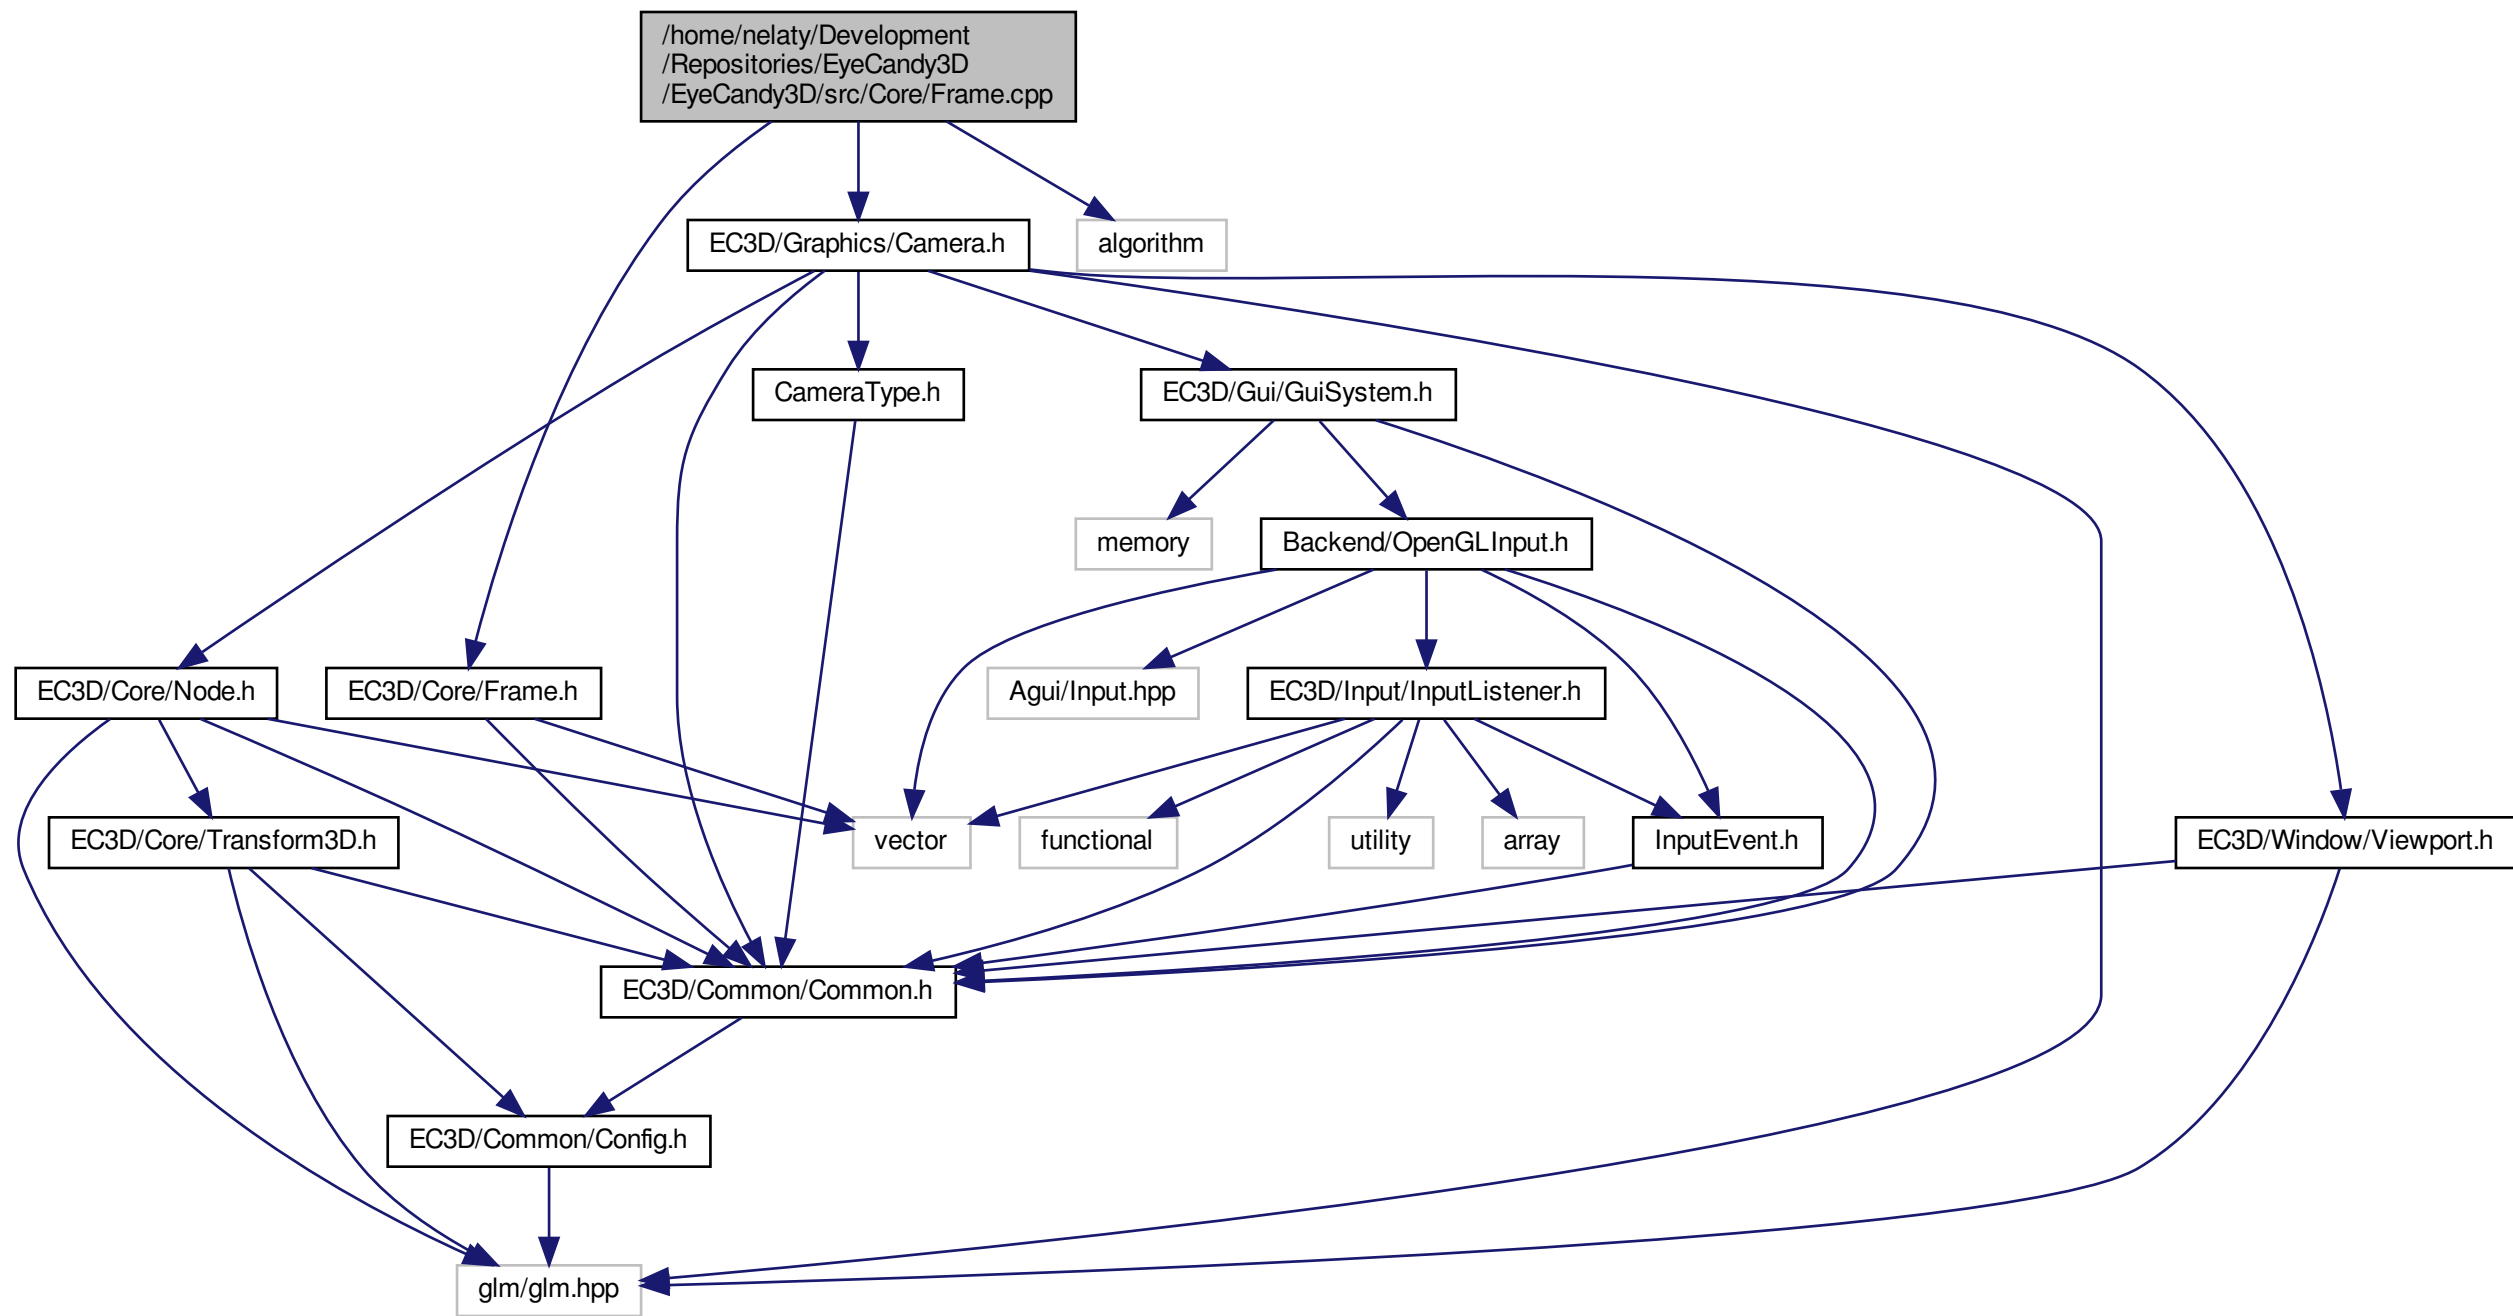 /home/nelaty/Development
/Repositories/EyeCandy3D
/EyeCandy3D/src/Core/Frame.cpp
EC3D/Graphics/Camera.h
algorithm
CameraType.h
EC3D/Gui/GuiSystem.h
memory
Backend/OpenGLInput.h
EC3D/Core/Node.h
EC3D/Core/Frame.h
Agui/Input.hpp
EC3D/Input/InputListener.h
EC3D/Core/Transform3D.h
vector
functional
utility
array
InputEvent.h
EC3D/Window/Viewport.h
EC3D/Common/Common.h
EC3D/Common/Config.h
glm/glm.hpp